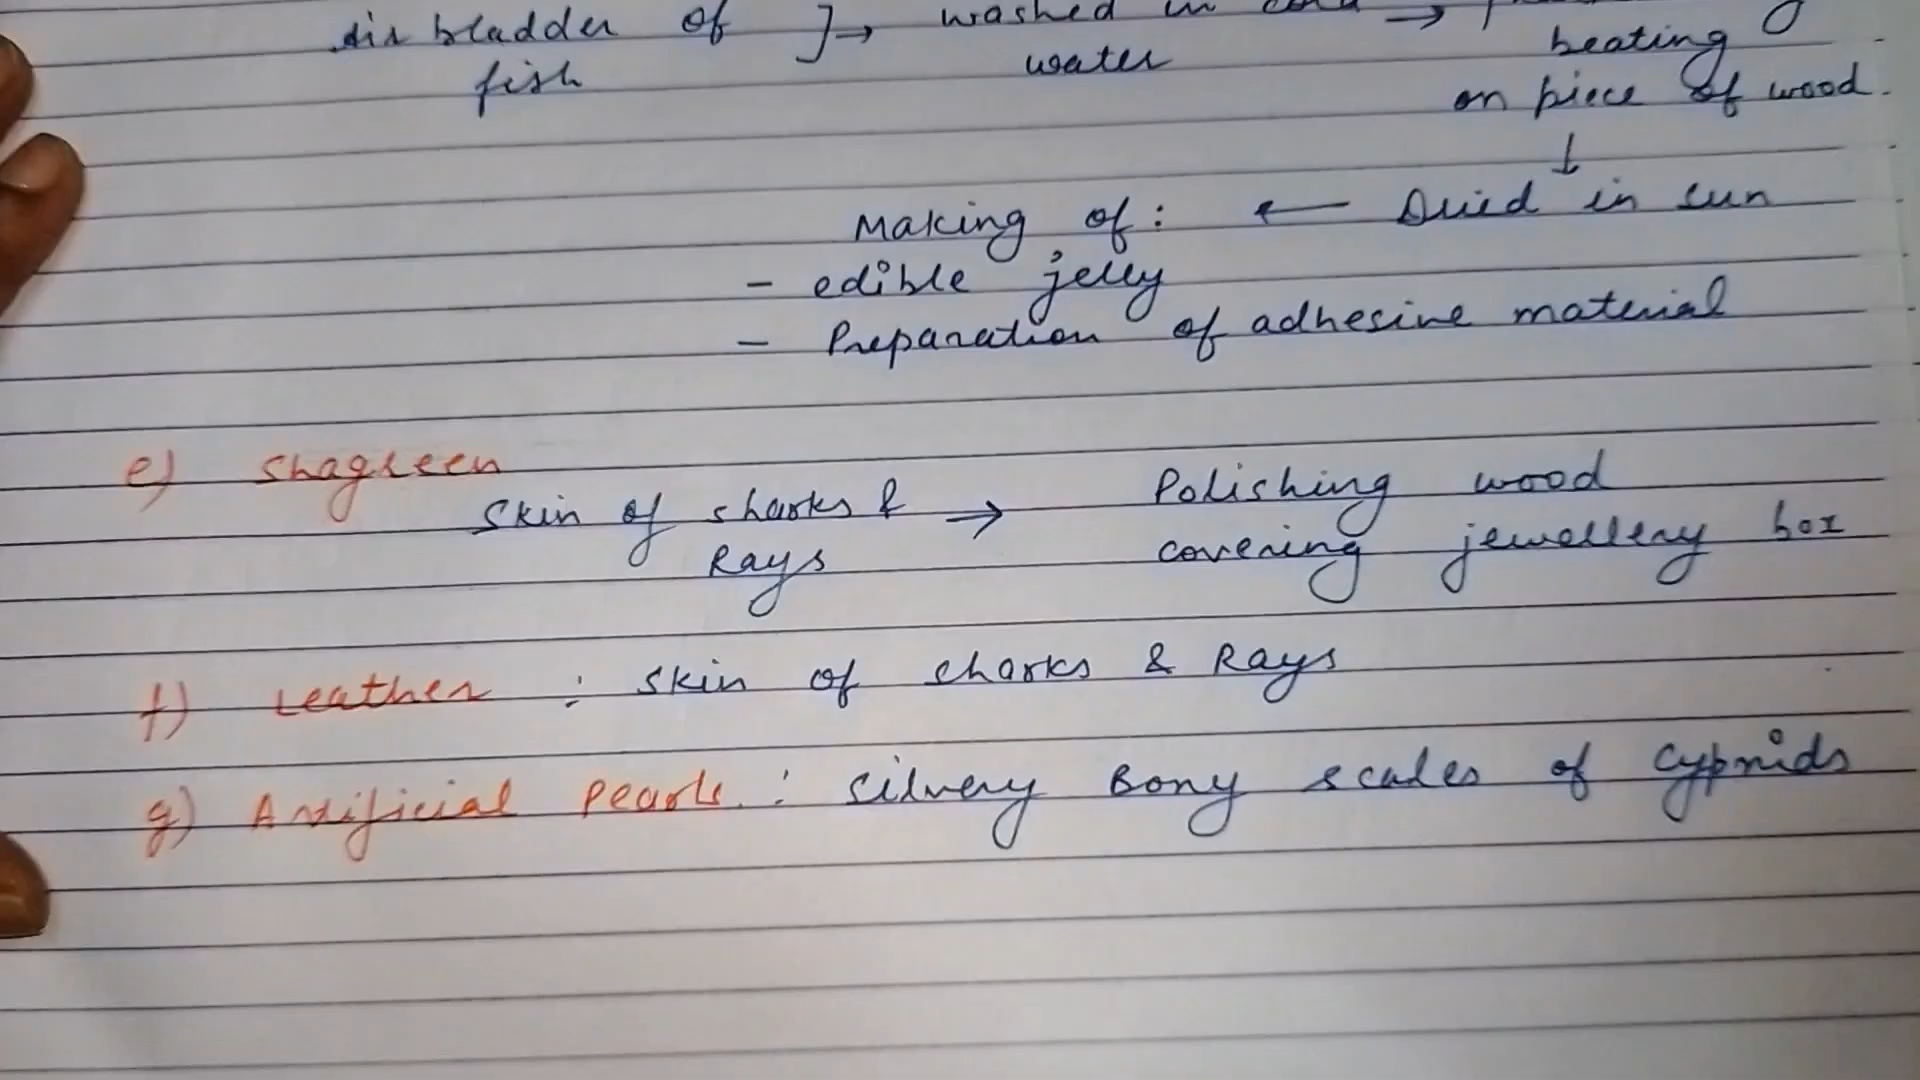 air bladder of ]→ washed in cold →
fish water beating
on piece of wood.
↓
Making of : ← Dried in sun
- edible jelly
- Preparation of adhesive material
e) Shagreen
Skin of sharks & → Polishing wood
Rays covering jewellery box
f) Leather : Skin of sharks & Rays
g) Artificial Pearls. : Silvery Bony scales of Cyprids